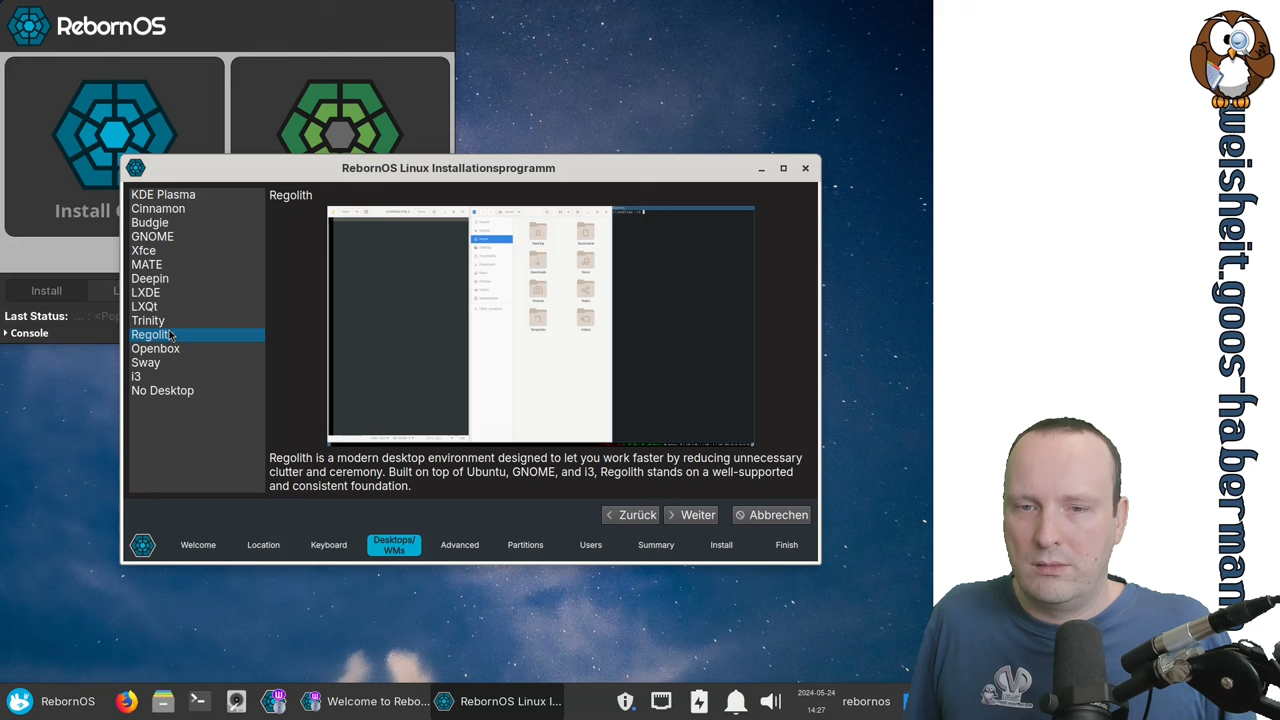 RebornOS
Install
RebornOS Linux Installationsprogramm
KDE Plasma
Cinnamon
Budgie
GNOME
Xfce
MATE
Deepin
LXDE
LXQt
Trinity
Regolith
Openbox
Sway
i3
No Desktop
Regolith
Regolith is a modern desktop environment designed to let you work faster by reducing unnecessary
clutter and ceremony. Built on top of Ubuntu, GNOME, and i3, Regolith stands on a well-supported
and consistent foundation.
Install
Last Status: ... : <Pop
Console
Zurück
Weiter
Abbrechen
Welcome
Location
Keyboard
Desktops/
WMs
Advanced
Partitions
Users
Summary
Install
Finish
RebornOS
Welcome to Rebo...
RebornOS Linux I...
2024-05-24
14:27
rebornos
weisheit.goos-haberman